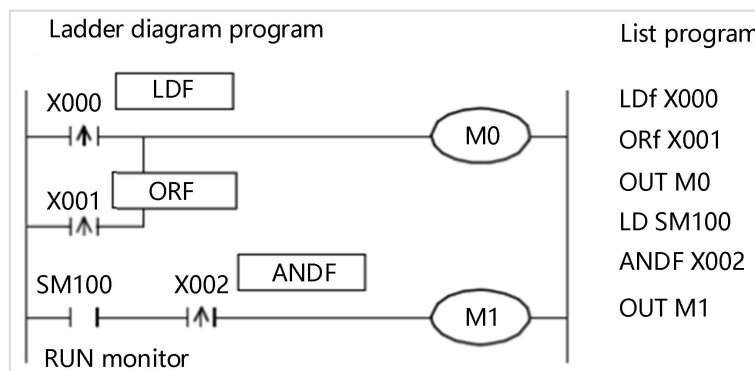 Ladder diagram program
X000
LDF
M0
X001
ORF
SM100
X002
ANDF
M1
RUN monitor
List program
LDf X000
ORf X001
OUT M0
LD SM100
ANDF X002
OUT M1